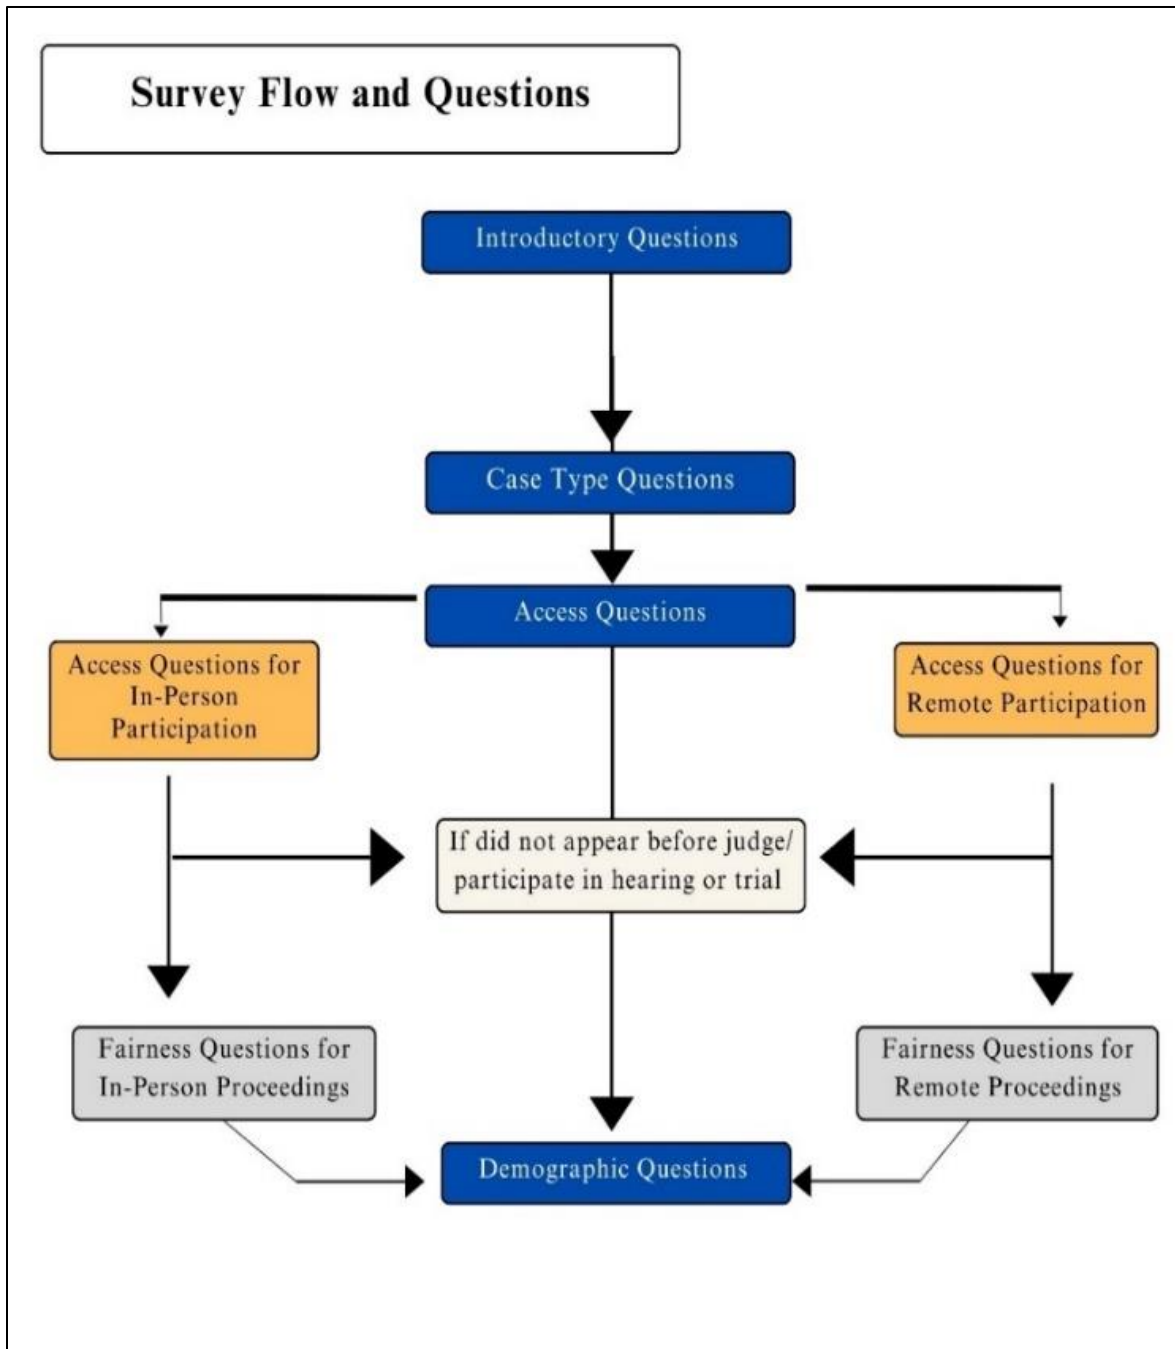 Survey Flow and Questions
Introductory Questions
Case Type Questions
Access Questions
Access Questions for
In-Person
Participation
Access Questions for
Remote Participation
If did not appear before judge/
participate in hearing or trial
Fairness Questions for
In-Person Proceedings
Fairness Questions for
Remote Proceedings
Demographic Questions